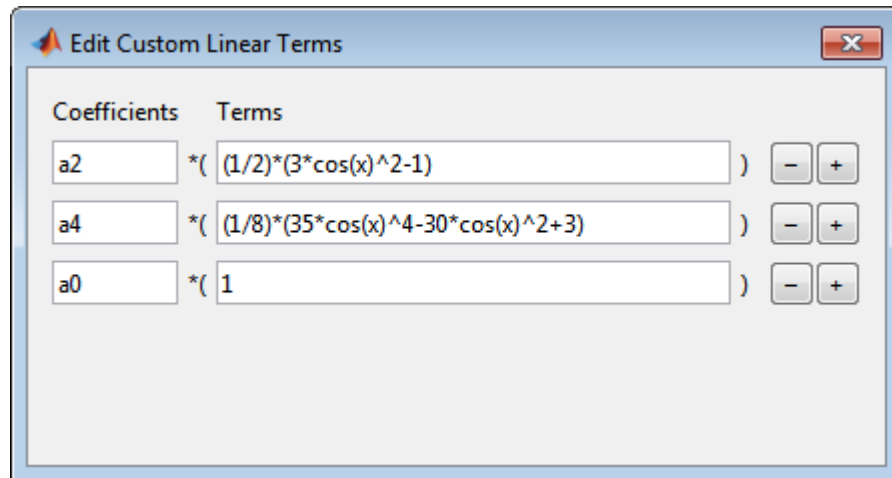 Edit Custom Linear Terms
Coefficients Terms
a2 *( (1/2)*(3*cos(x)^2-1) ) − +
a4 *( (1/8)*(35*cos(x)^4-30*cos(x)^2+3) ) − +
a0 *( 1 ) − +